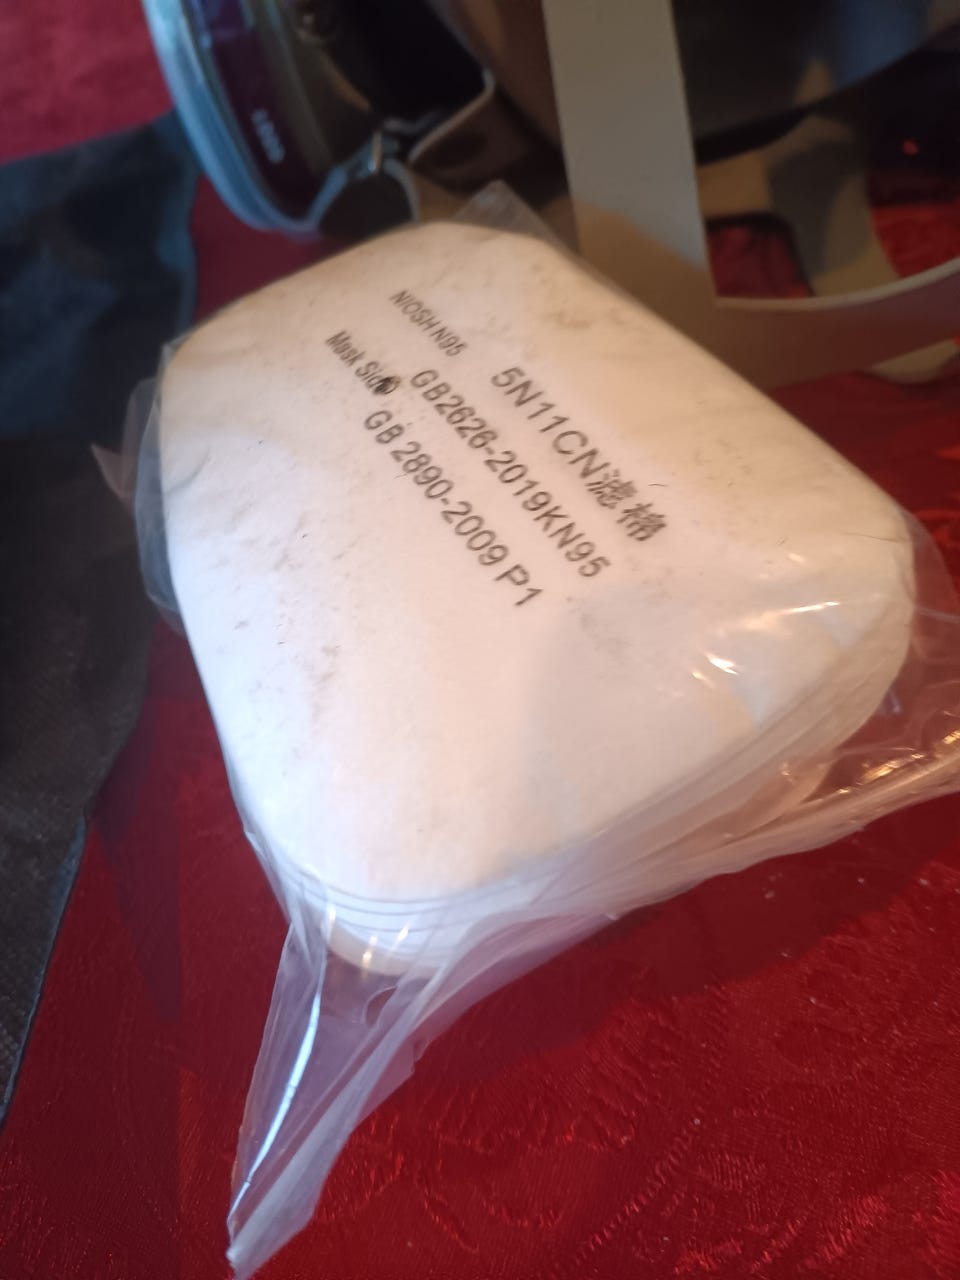 NIOSH N95
5N11CN滤棉
GB2626-2019KN95
Mask Side
GB 2890-2009 P1